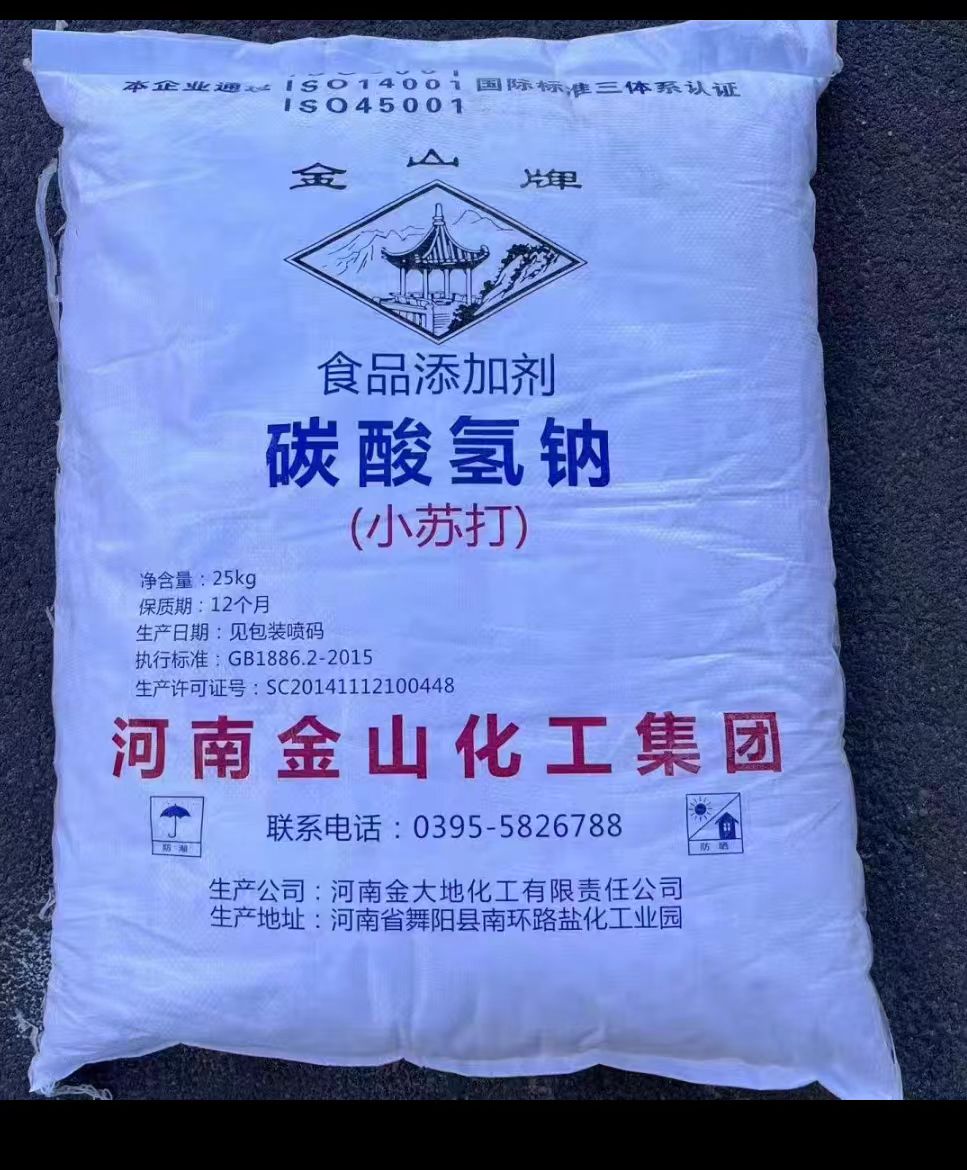 本企业通过 ISO14001 国际标准三体系认证
ISO45001
金山牌
食品添加剂
碳酸氢钠
(小苏打)
净含量：25kg
保质期：12个月
生产日期：见包装喷码
执行标准：GB1886.2-2015
生产许可证号：SC20141112100448
河南金山化工集团
联系电话：0395-5826788
防潮
防晒
生产公司：河南金大地化工有限责任公司
生产地址：河南省舞阳县南环路盐化工业园